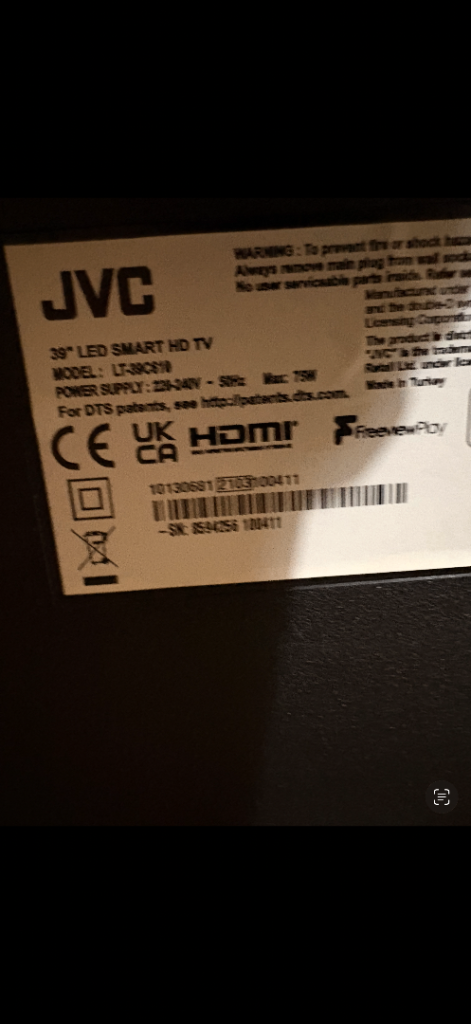 JVC
39" LED SMART HD TV
MODEL: LT-39C610
POWER SUPPLY: 220-240V ~ 50Hz Max: 75W
For DTS patents, see http://patents.dts.com.
WARNING: To prevent fire or shock
Always remove main plug from wall
No user serviceable parts inside. Refer
Manufactured under
and the double-D
Licensing Corporation
The product is
"JVC" is the
Retail Ltd. under
Made in Turkey
CE
UK
CA
HDMI
FreeviewPlay
10130681 2103 100411
-SN: 8594256 100411